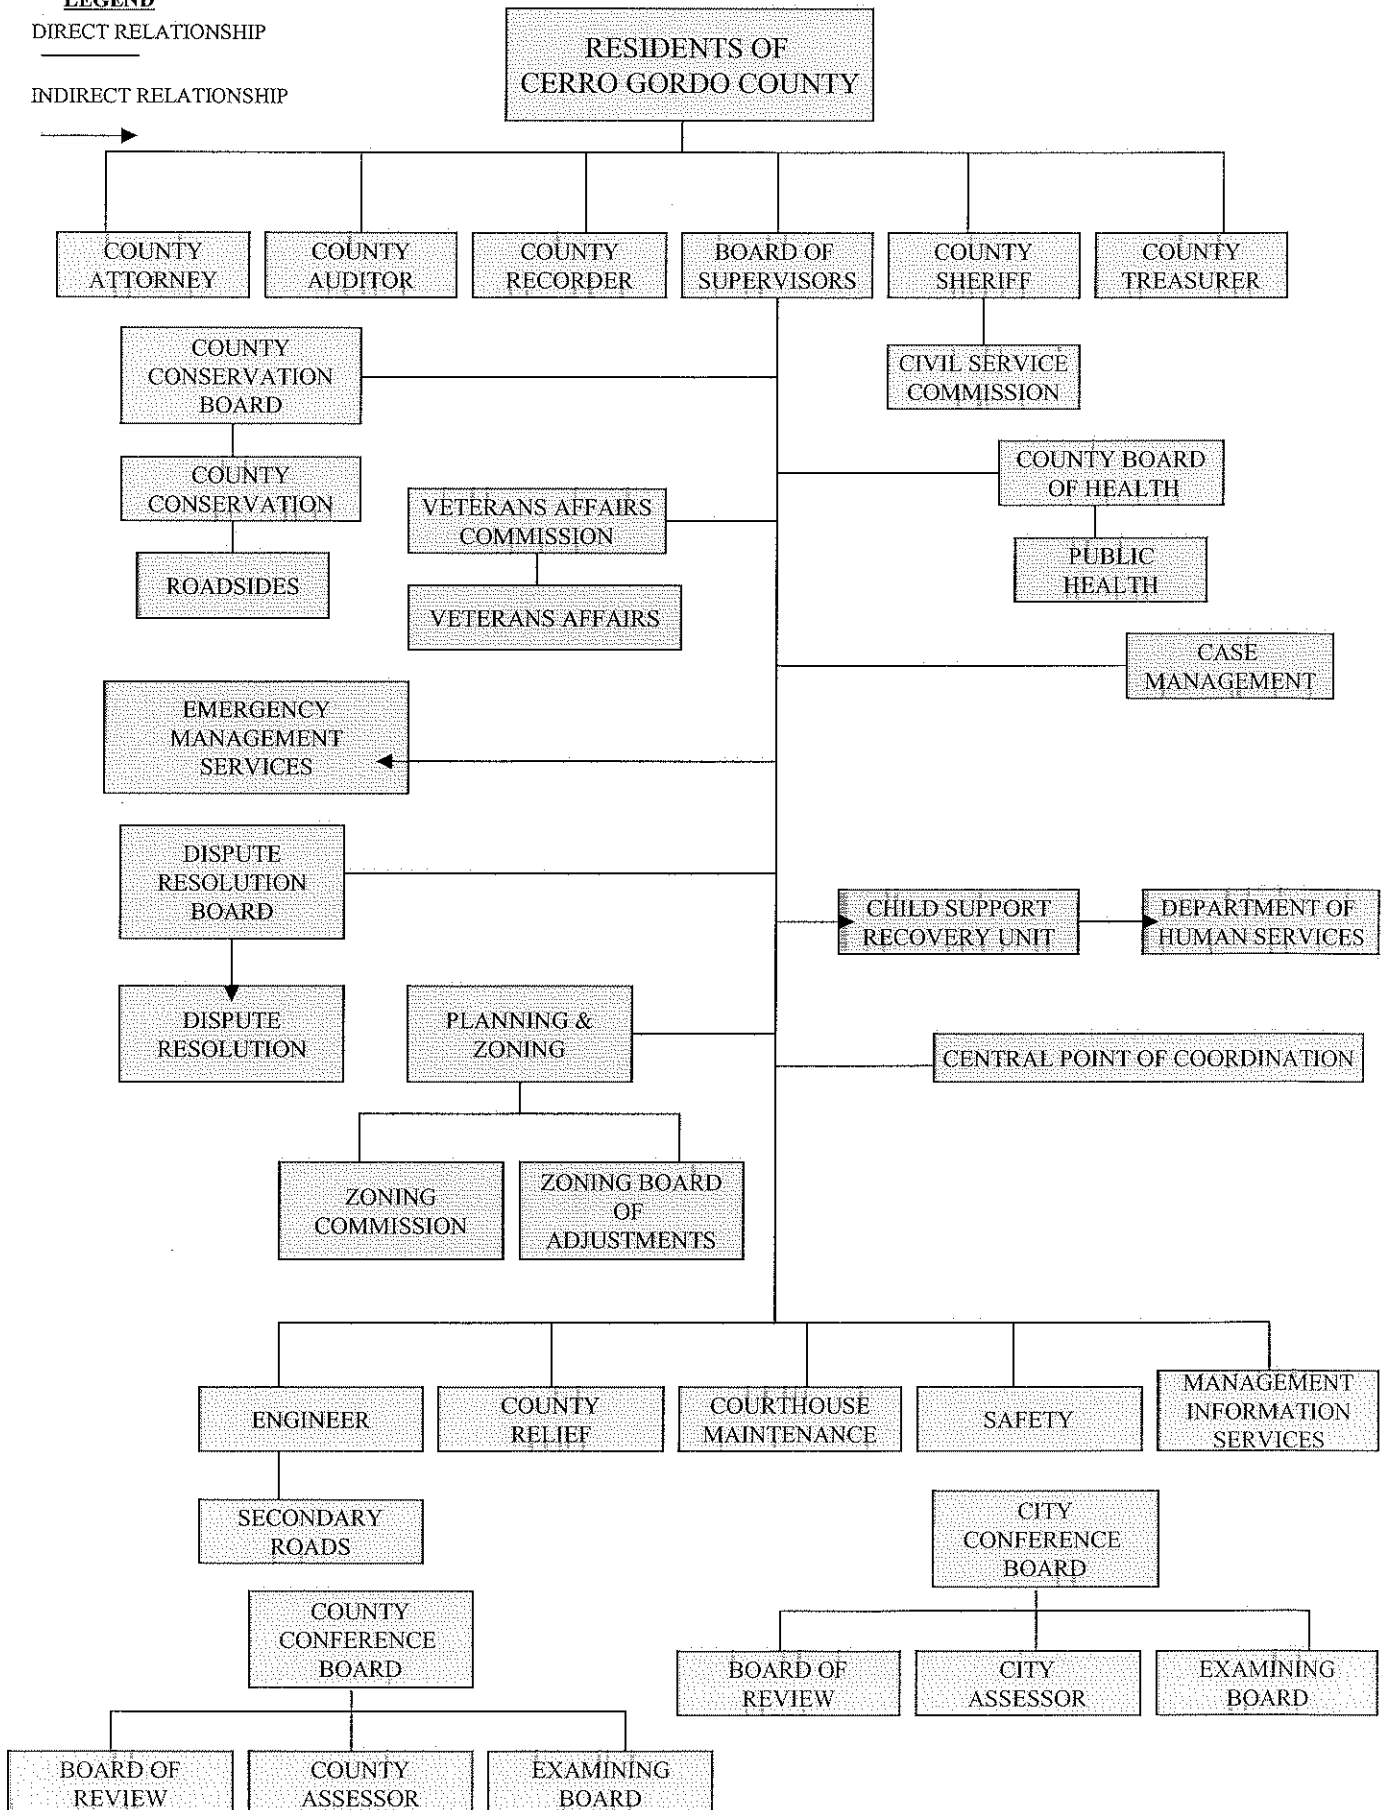 LEGEND
DIRECT RELATIONSHIP
INDIRECT RELATIONSHIP
RESIDENTS OF
CERRO GORDO COUNTY
COUNTY
ATTORNEY
COUNTY
AUDITOR
COUNTY
RECORDER
BOARD OF
SUPERVISORS
COUNTY
SHERIFF
COUNTY
TREASURER
COUNTY
CONSERVATION
BOARD
CIVIL SERVICE
COMMISSION
COUNTY
CONSERVATION
VETERANS AFFAIRS
COMMISSION
COUNTY BOARD
OF HEALTH
ROADSIDES
VETERANS AFFAIRS
PUBLIC
HEALTH
CASE
MANAGEMENT
EMERGENCY
MANAGEMENT
SERVICES
DISPUTE
RESOLUTION
BOARD
CHILD SUPPORT
RECOVERY UNIT
DEPARTMENT OF
HUMAN SERVICES
DISPUTE
RESOLUTION
PLANNING &
ZONING
CENTRAL POINT OF COORDINATION
ZONING
COMMISSION
ZONING BOARD
OF
ADJUSTMENTS
ENGINEER
COUNTY
RELIEF
COURTHOUSE
MAINTENANCE
SAFETY
MANAGEMENT
INFORMATION
SERVICES
SECONDARY
ROADS
CITY
CONFERENCE
BOARD
COUNTY
CONFERENCE
BOARD
BOARD OF
REVIEW
CITY
ASSESSOR
EXAMINING
BOARD
BOARD OF
REVIEW
COUNTY
ASSESSOR
EXAMINING
BOARD